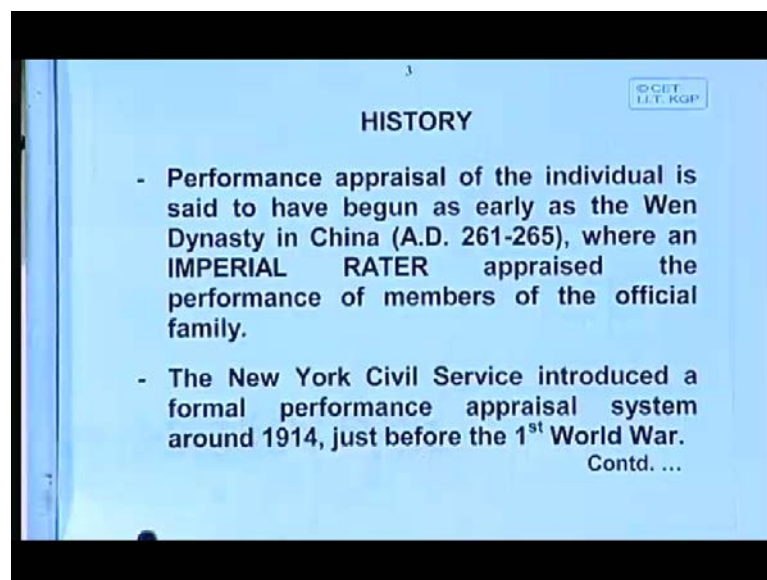 3
© CET
I.I.T. KGP
HISTORY
- Performance appraisal of the individual is
said to have begun as early as the Wen
Dynasty in China (A.D. 261-265), where an
IMPERIAL RATER appraised the
performance of members of the official
family.
- The New York Civil Service introduced a
formal performance appraisal system
around 1914, just before the 1st World War.
Contd. ...